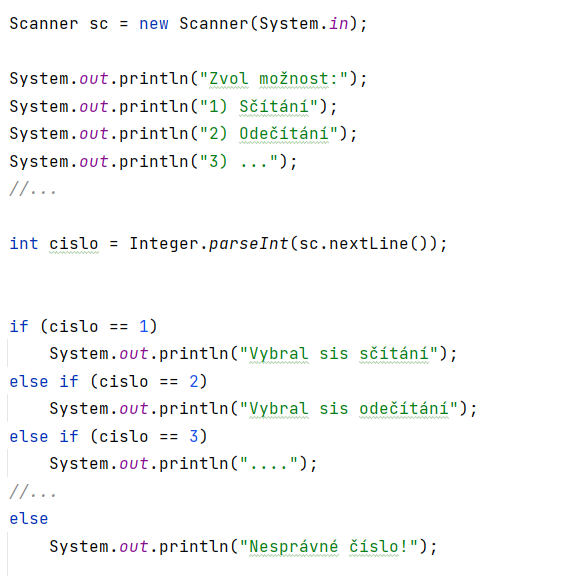 Scanner sc = new Scanner(System.in);
System.out.println("Zvol možnost:");
System.out.println("1) Sčítání");
System.out.println("2) Odečítání");
System.out.println("3) ...");
//...
int cislo = Integer.parseInt(sc.nextLine());
if (cislo == 1)
    System.out.println("Vybral sis sčítání");
else if (cislo == 2)
    System.out.println("Vybral sis odečítání");
else if (cislo == 3)
    System.out.println("....");
//...
else
    System.out.println("Nesprávné číslo!");